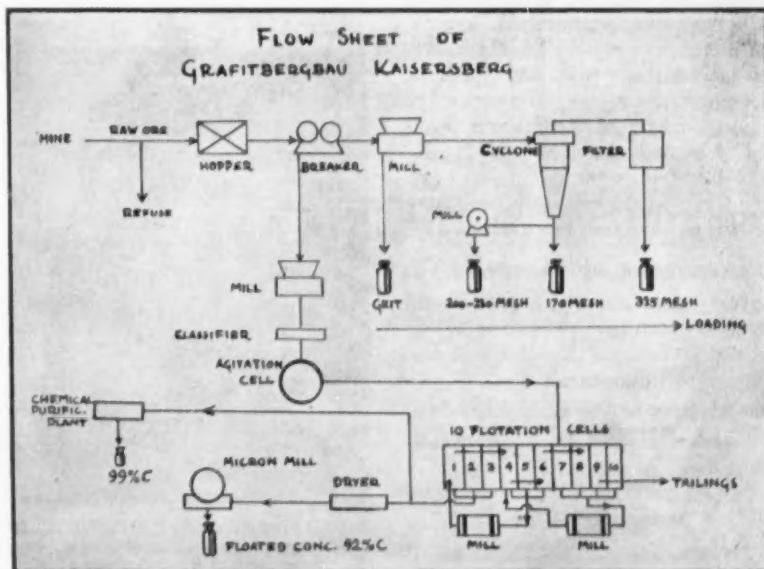 FLOW SHEET OF
GRAFITBERGBAU KAISERSBERG
MINE
RAW ORE
REFUSE
HOPPER
BREAKER
MILL
CYCLONE
FILTER
MILL
GRIT
200-250 MESH
170 MESH
325 MESH
LOADING
MILL
CLASSIFIER
AGITATION
CELL
CHEMICAL
PURIFIC.
PLANT
99%C
10 FLOTATION CELLS
1 2 3 4 5 6 7 8 9 10
TAILINGS
MICRON MILL
DRYER
MILL
MILL
FLOATED CONC. 92%C